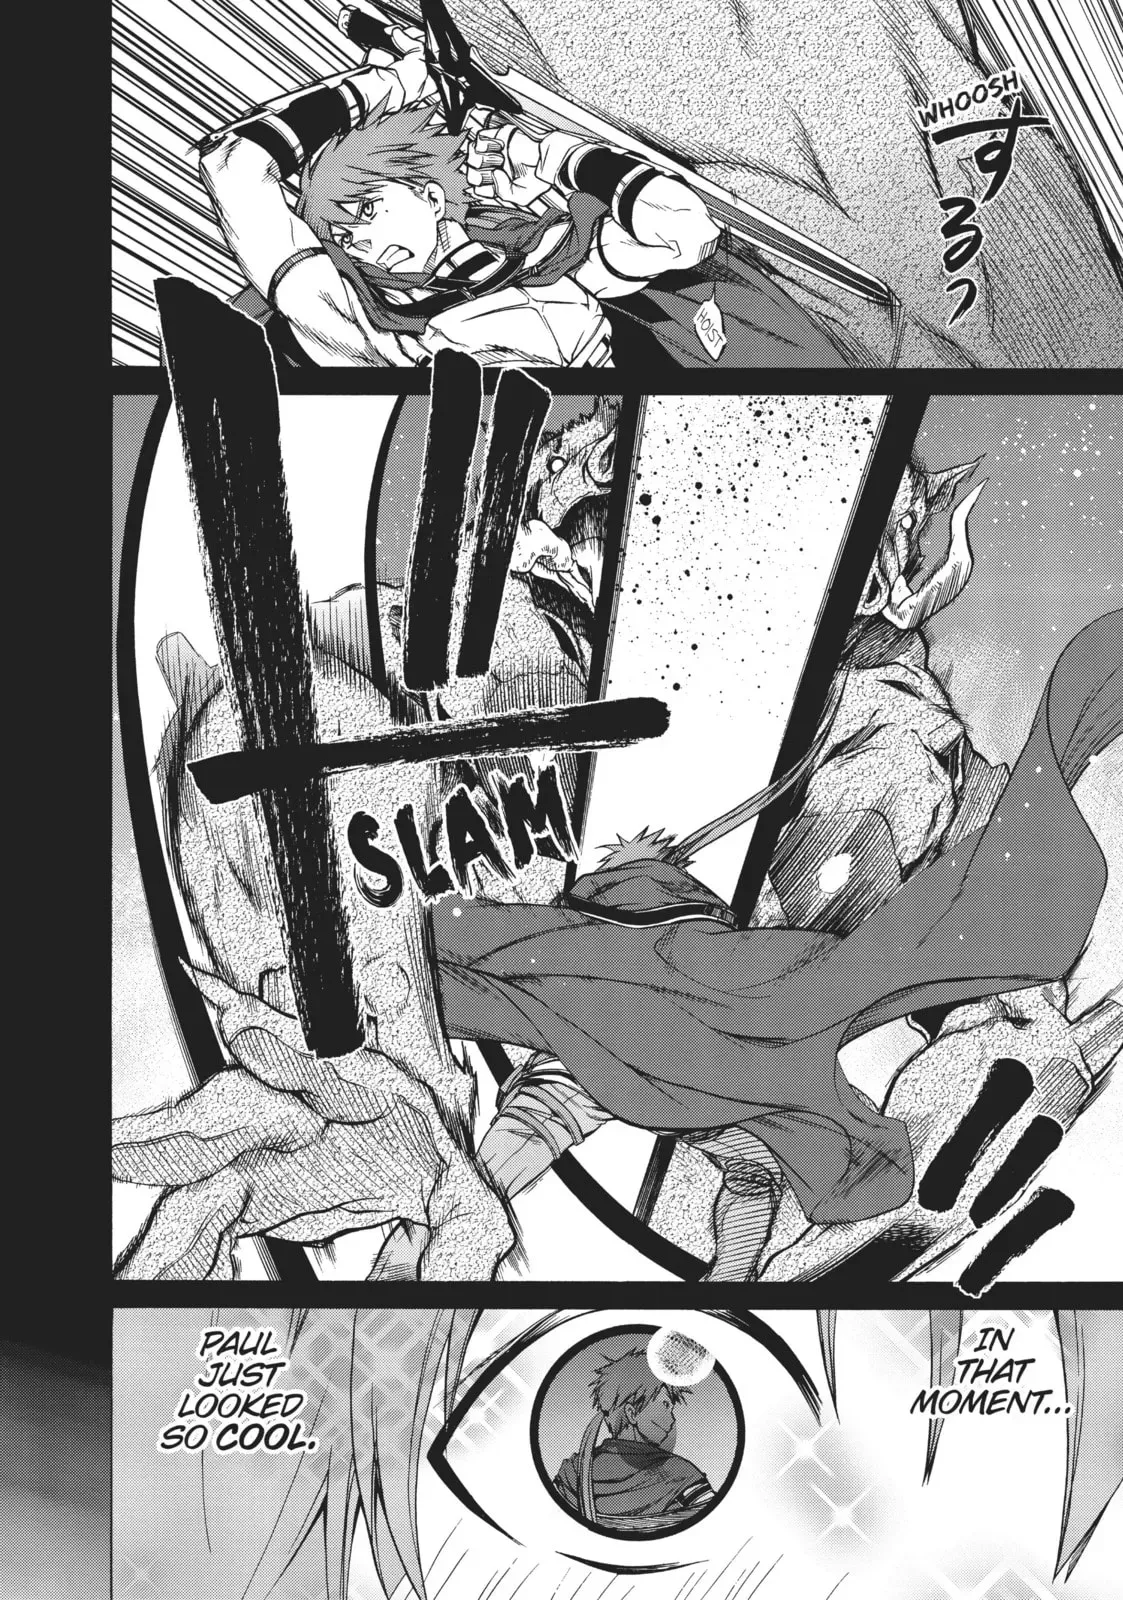 WHOOSH
するっ
HOIST
SLAM
IN
THAT
MOMENT...
PAUL
JUST
LOOKED
SO COOL.